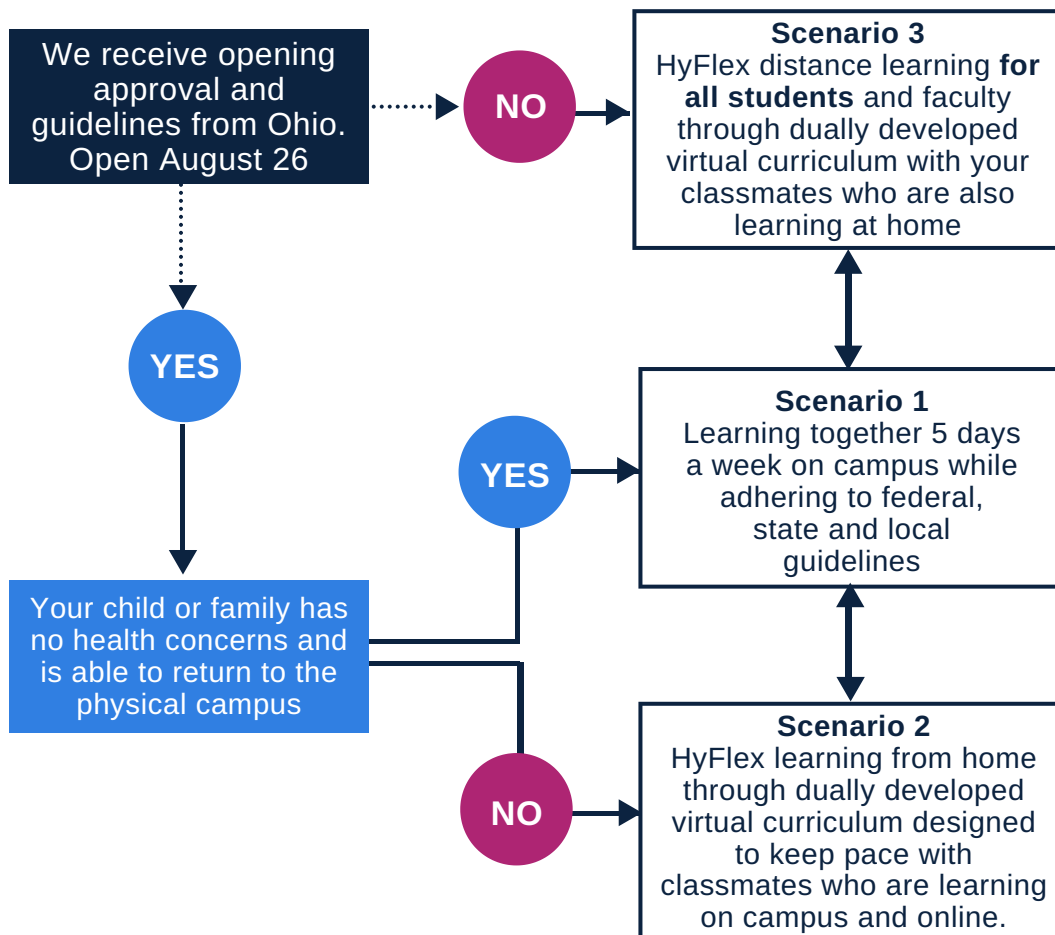 We receive opening
approval and
guidelines from Ohio.
Open August 26
NO
Scenario 3
HyFlex distance learning for
all students and faculty
through dually developed
virtual curriculum with your
classmates who are also
learning at home
YES
YES
Scenario 1
Learning together 5 days
a week on campus while
adhering to federal,
state and local
guidelines
Your child or family has
no health concerns and
is able to return to the
physical campus
NO
Scenario 2
HyFlex learning from home
through dually developed
virtual curriculum designed
to keep pace with
classmates who are learning
on campus and online.